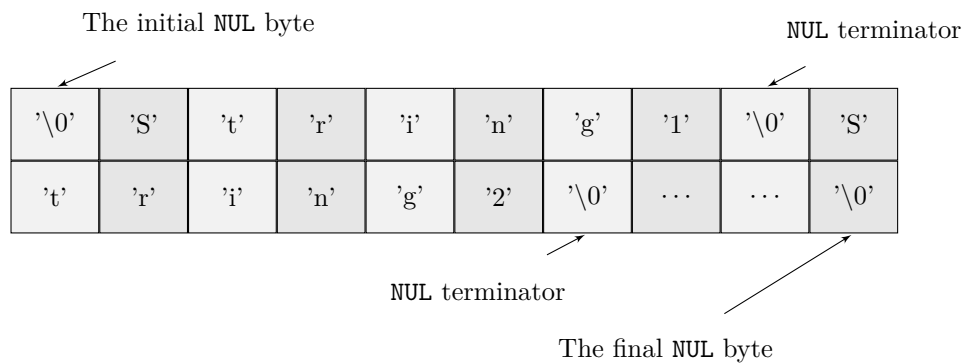 The initial NUL byte
NUL terminator
'\0' 'S' 't' 'r' 'i' 'n' 'g' '1' '\0' 'S'
't' 'r' 'i' 'n' 'g' '2' '\0' ··· ··· '\0'
NUL terminator
The final NUL byte